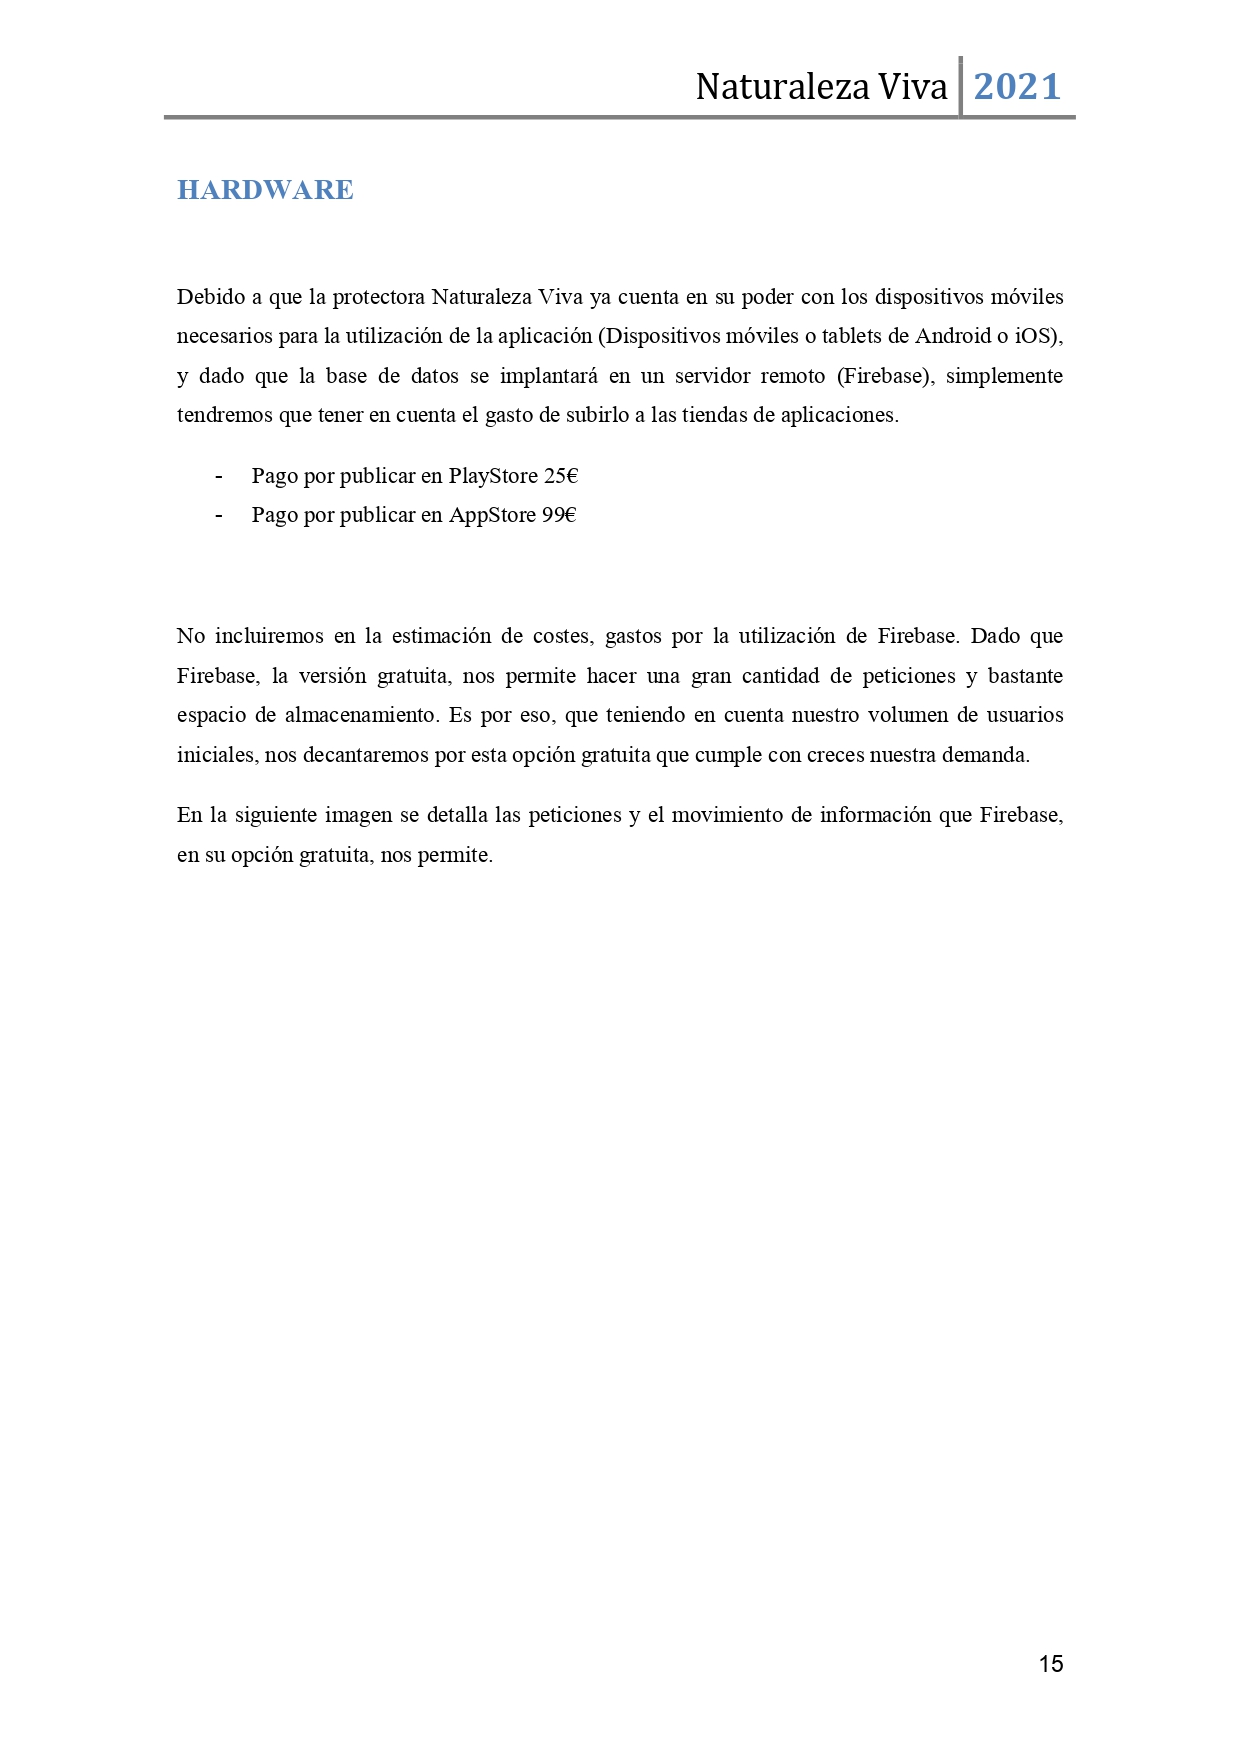 Naturaleza Viva 2021
HARDWARE
Debido a que la protectora Naturaleza Viva ya cuenta en su poder con los dispositivos móviles
necesarios para la utilización de la aplicación (Dispositivos móviles o tablets de Android o iOS),
y dado que la base de datos se implantará en un servidor remoto (Firebase), simplemente
tendremos que tener en cuenta el gasto de subirlo a las tiendas de aplicaciones.
- Pago por publicar en PlayStore 25€
- Pago por publicar en AppStore 99€
No incluiremos en la estimación de costes, gastos por la utilización de Firebase. Dado que
Firebase, la versión gratuita, nos permite hacer una gran cantidad de peticiones y bastante
espacio de almacenamiento. Es por eso, que teniendo en cuenta nuestro volumen de usuarios
iniciales, nos decantaremos por esta opción gratuita que cumple con creces nuestra demanda.
En la siguiente imagen se detalla las peticiones y el movimiento de información que Firebase,
en su opción gratuita, nos permite.
15